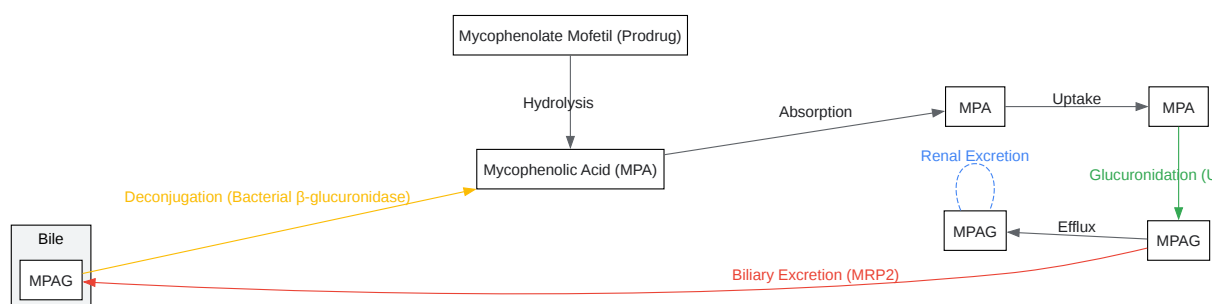 Mycophenolate Mofetil (Prodrug)
Hydrolysis
Mycophenolic Acid (MPA)
Absorption
MPA
Uptake
MPA
Renal Excretion
Glucuronidation (U
Deconjugation (Bacterial β-glucuronidase)
MPAG
Efflux
MPAG
Bile
MPAG
Biliary Excretion (MRP2)